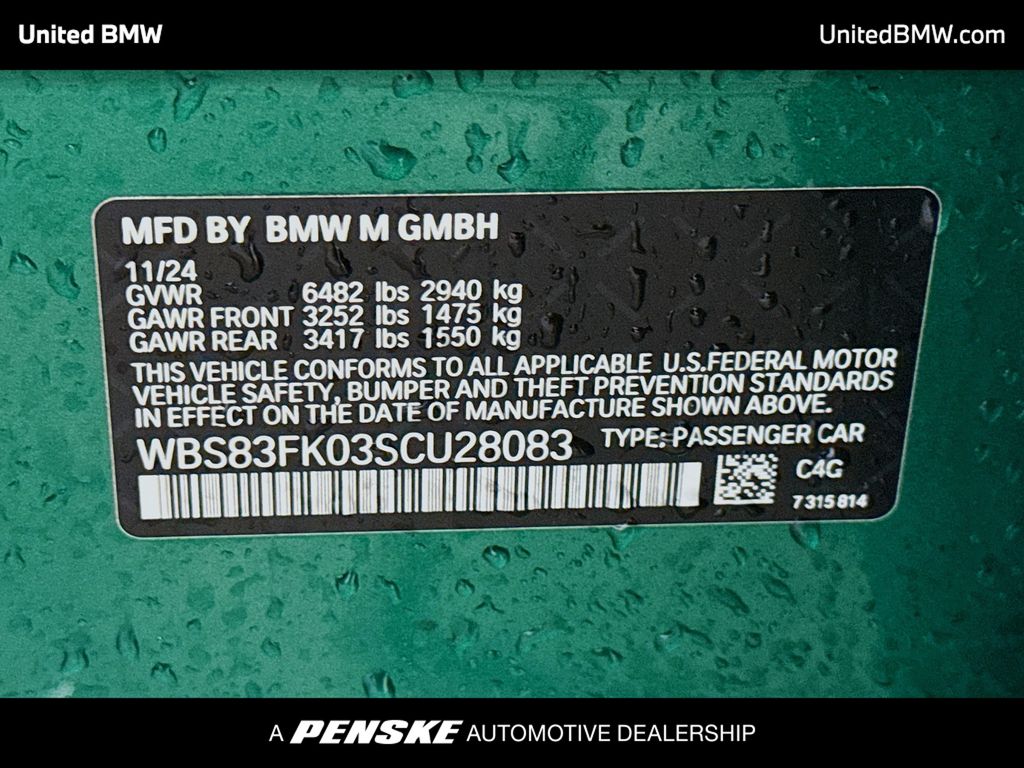 United BMW
UnitedBMW.com
MFD BY BMW M GMBH
11/24
GVWR 6482 lbs 2940 kg
GAWR FRONT 3252 lbs 1475 kg
GAWR REAR 3417 lbs 1550 kg
THIS VEHICLE CONFORMS TO ALL APPLICABLE U.S.FEDERAL MOTOR
VEHICLE SAFETY, BUMPER AND THEFT PREVENTION STANDARDS
IN EFFECT ON THE DATE OF MANUFACTURE SHOWN ABOVE.
WBS83FK03SCU28083 TYPE: PASSENGER CAR
C4G
7315814
A PENSKE AUTOMOTIVE DEALERSHIP